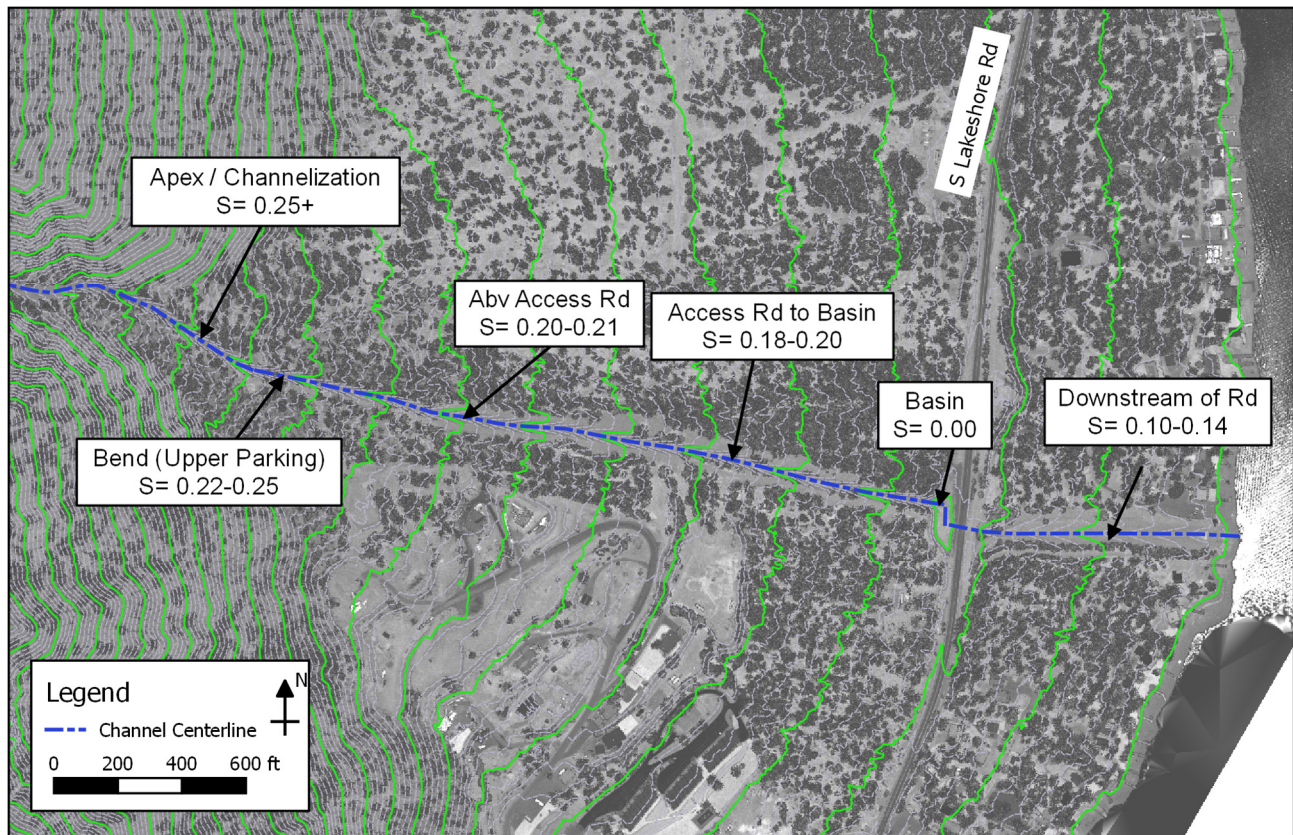 S Lakeshore Rd
Apex / Channelization
S= 0.25+
Abv Access Rd
S= 0.20-0.21
Access Rd to Basin
S= 0.18-0.20
Basin
S= 0.00
Downstream of Rd
S= 0.10-0.14
Bend (Upper Parking)
S= 0.22-0.25
Legend
N
Channel Centerline
0 200 400 600 ft